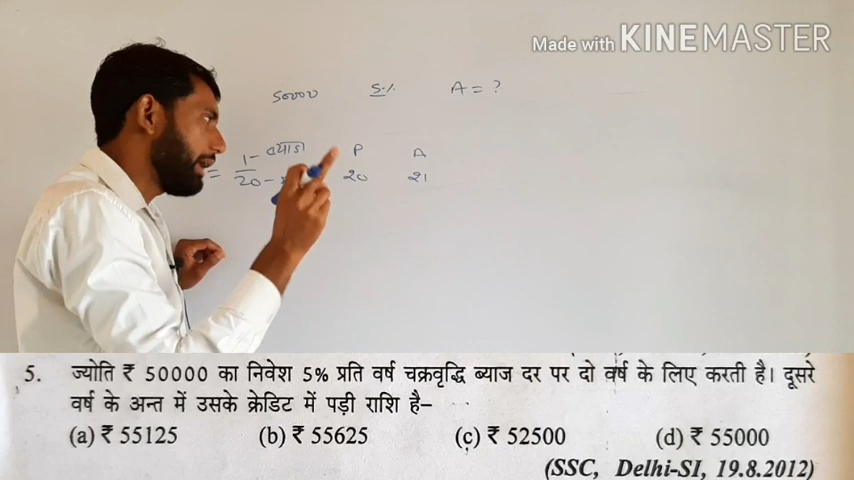 Made with KINEMASTER
50000 5% A = ?
= 1/20 - ब्याज P A
20 21
5. ज्योति ₹ 50000 का निवेश 5% प्रति वर्ष चक्रवृद्धि ब्याज दर पर दो वर्ष के लिए करती है। दूसरे
वर्ष के अन्त में उसके क्रेडिट में पड़ी राशि है–
(a) ₹ 55125 (b) ₹ 55625 (c) ₹ 52500 (d) ₹ 55000
(SSC, Delhi-SI, 19.8.2012)